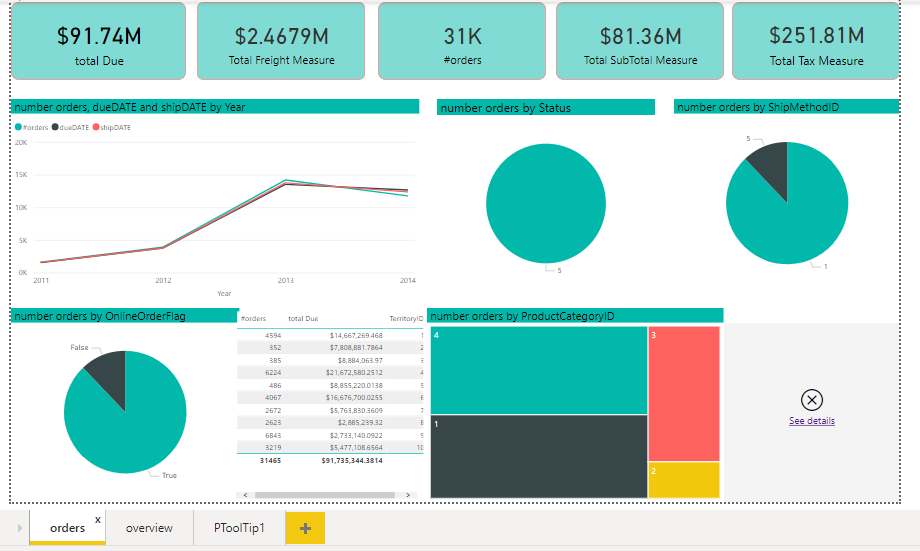 $91.74M
total Due
$2.4679M
Total Freight Measure
31K
#orders
$81.36M
Total SubTotal Measure
$251.81M
Total Tax Measure
number orders, dueDATE and shipDATE by Year
#orders dueDATE shipDATE
20K
15K
10K
5K
0K
2011 2012 2013 2014
Year
number orders by Status
5
number orders by ShipMethodID
5
1
number orders by OnlineOrderFlag
False
True
#orders total Due TerritoryID
4594 $14,667,269.468 1
352 $7,808,881.7864 2
385 $8,884,063.97 3
6224 $21,672,580.2512 4
486 $8,855,220.0138 5
4067 $16,676,700.0255 6
2672 $5,763,830.3609 7
2623 $2,885,239.32 8
6843 $2,733,140.0922 9
3219 $5,477,108.6564 10
31465 $91,735,344.3814
number orders by ProductCategoryID
4
3
1
2
See details
orders x
overview
PToolTip1
+